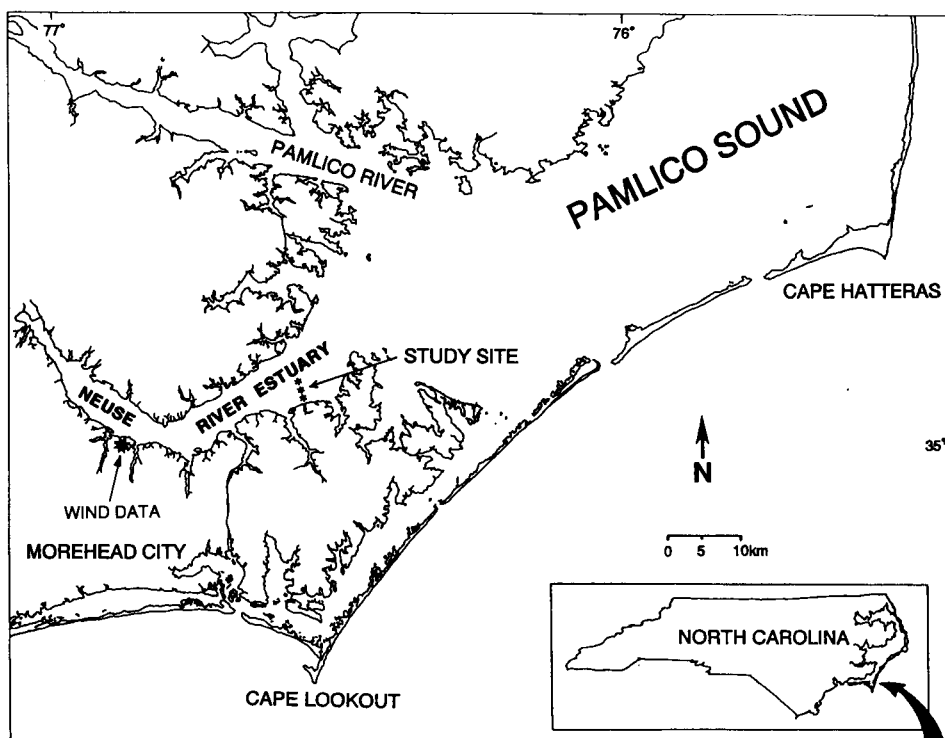 77°
76°
PAMLICO SOUND
PAMLICO RIVER
CAPE HATTERAS
STUDY SITE
NEUSE
RIVER ESTUARY
N
35°
WIND DATA
MOREHEAD CITY
0 5 10km
NORTH CAROLINA
CAPE LOOKOUT